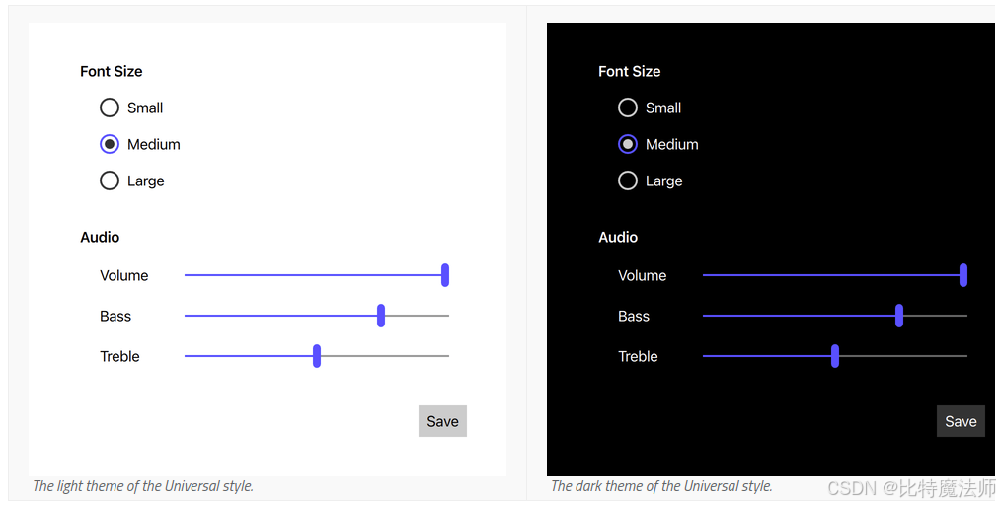 Font Size
Small
Medium
Large
Audio
Volume
Bass
Treble
Save
The light theme of the Universal style.
Font Size
Small
Medium
Large
Audio
Volume
Bass
Treble
Save
The dark theme of the Universal style.
CSDN @比特魔法师